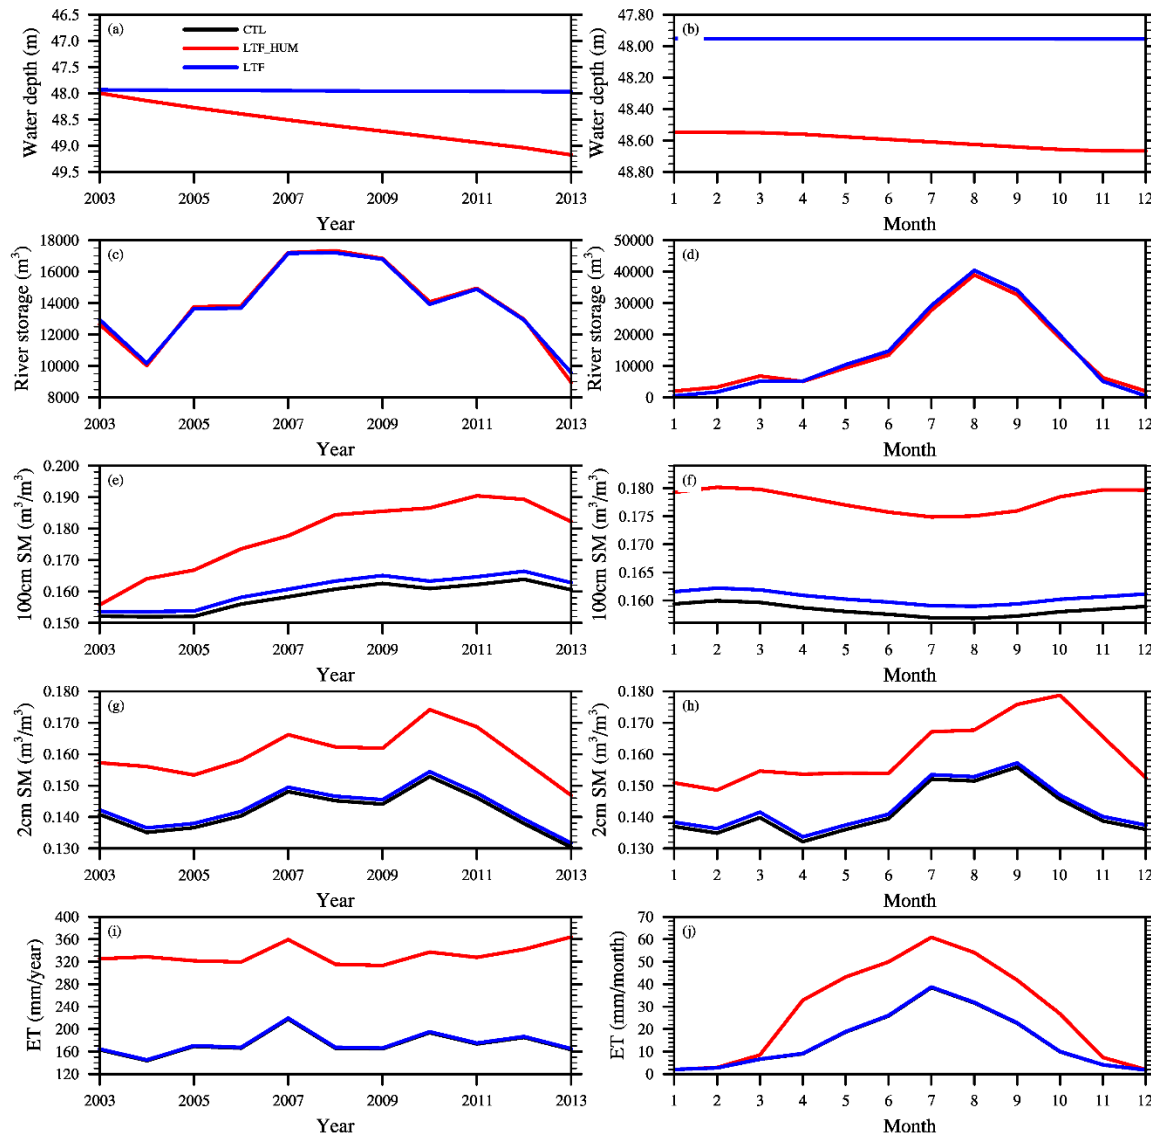 (a)
CTL
LTF_HUM
LTF
Water depth (m)
46.5
47.0
47.5
48.0
48.5
49.0
49.5
2003 2005 2007 2009 2011 2013
Year
(b)
Water depth (m)
47.80
48.00
48.20
48.40
48.60
48.80
1 2 3 4 5 6 7 8 9 10 11 12
Month
(c)
River storage (m³)
18000
16000
14000
12000
10000
8000
2003 2005 2007 2009 2011 2013
Year
(d)
River storage (m³)
50000
40000
30000
20000
10000
0
1 2 3 4 5 6 7 8 9 10 11 12
Month
(e)
100cm SM (m³/m³)
0.200
0.190
0.180
0.170
0.160
0.150
2003 2005 2007 2009 2011 2013
Year
(f)
100cm SM (m³/m³)
0.180
0.175
0.170
0.165
0.160
1 2 3 4 5 6 7 8 9 10 11 12
Month
(g)
2cm SM (m³/m³)
0.180
0.170
0.160
0.150
0.140
0.130
2003 2005 2007 2009 2011 2013
Year
(h)
2cm SM (m³/m³)
0.180
0.170
0.160
0.150
0.140
0.130
1 2 3 4 5 6 7 8 9 10 11 12
Month
(i)
ET (mm/year)
400
360
320
280
240
200
160
120
2003 2005 2007 2009 2011 2013
Year
(j)
ET (mm/month)
70
60
50
40
30
20
10
0
1 2 3 4 5 6 7 8 9 10 11 12
Month